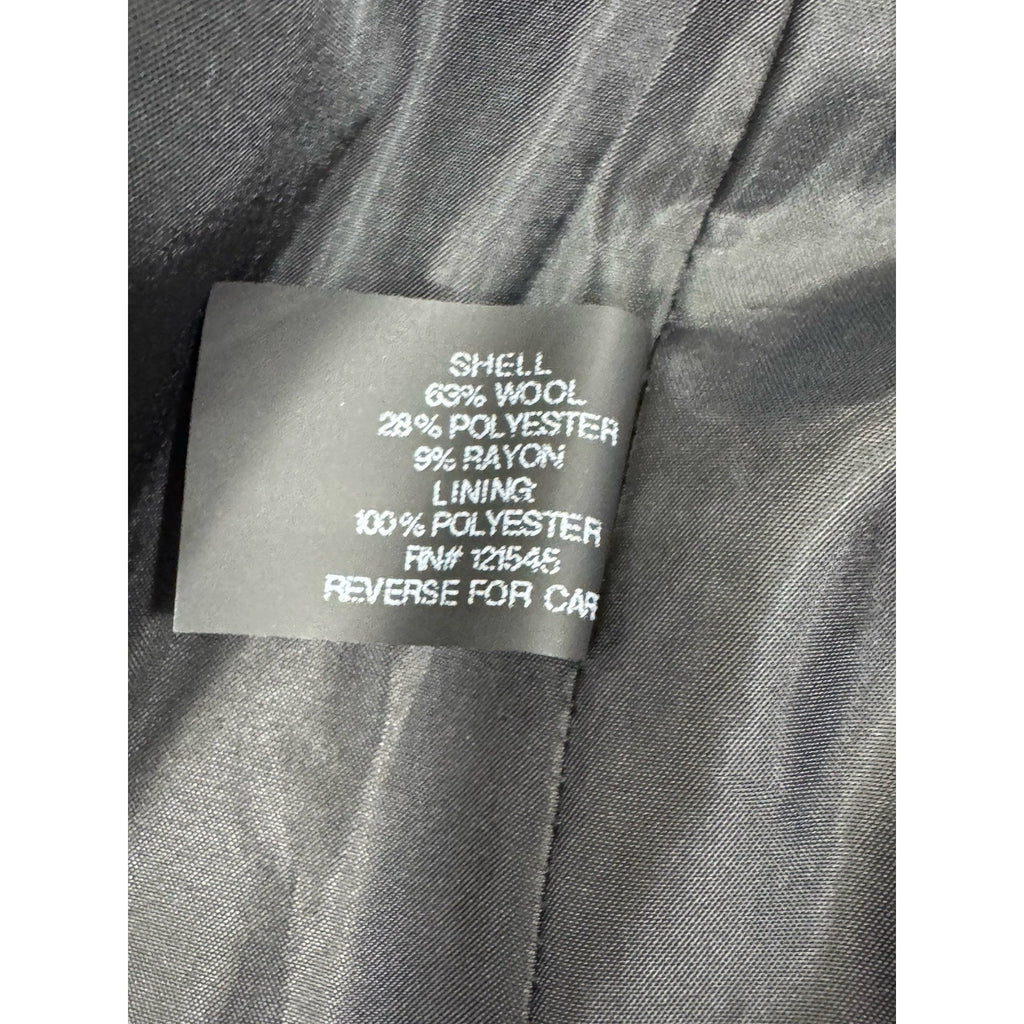 SHELL
63% WOOL
28% POLYESTER
9% RAYON
LINING:
100% POLYESTER
RN# 121545
REVERSE FOR CAR